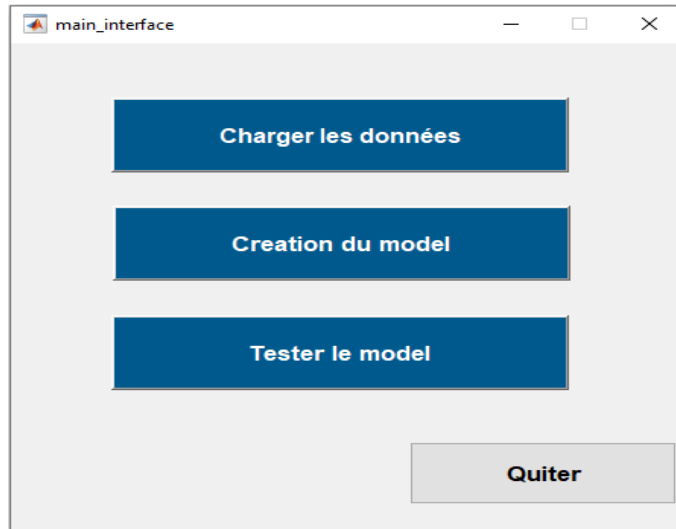 main_interface
Charger les données
Creation du model
Tester le model
Quiter